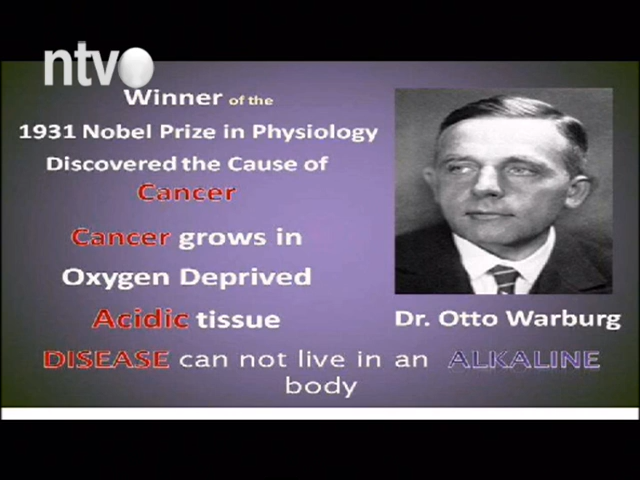 ntvo
Winner of the
1931 Nobel Prize in Physiology
Discovered the Cause of
Cancer
Cancer grows in
Oxygen Deprived
Acidic tissue
Dr. Otto Warburg
DISEASE can not live in an ALKALINE
body